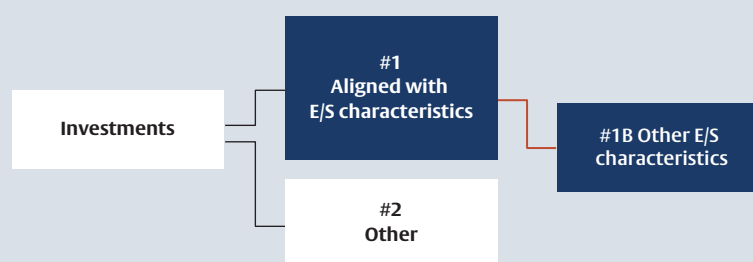 Investments
#1
Aligned with
E/S characteristics
#1B Other E/S
characteristics
#2
Other